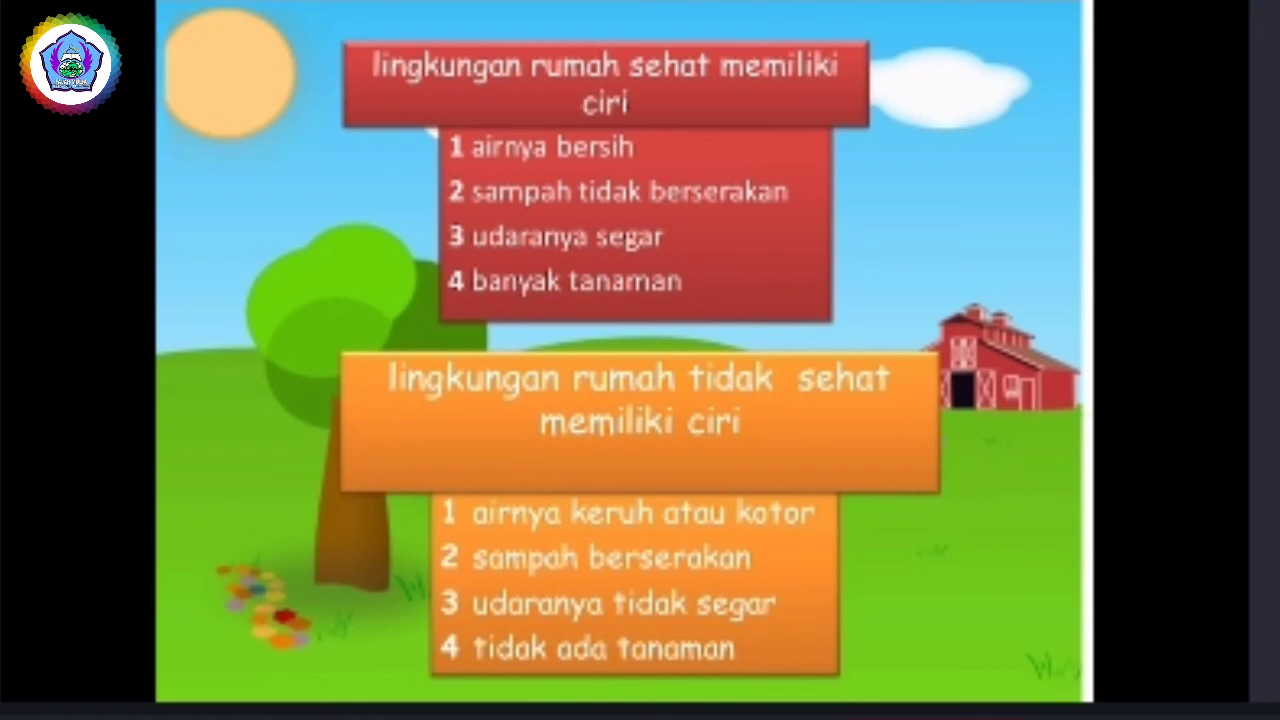 lingkungan rumah sehat memiliki
ciri
1 airnya bersih
2 sampah tidak berserakan
3 udaranya segar
4 banyak tanaman
lingkungan rumah tidak sehat
memiliki ciri
1 airnya keruh atau kotor
2 sampah berserakan
3 udaranya tidak segar
4 tidak ada tanaman